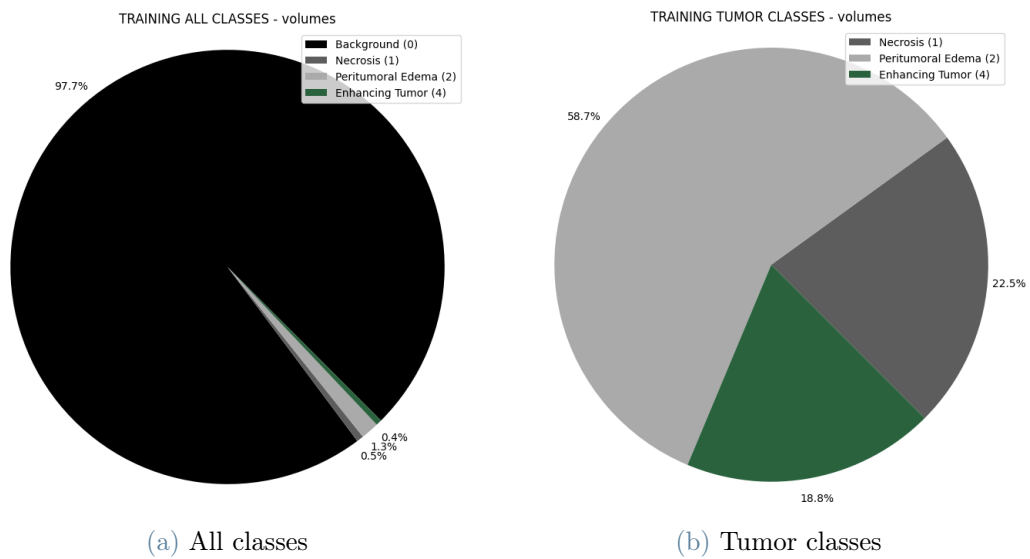 TRAINING ALL CLASSES - volumes
Background (0)
Necrosis (1)
Peritumoral Edema (2)
Enhancing Tumor (4)
97.7%
0.4%
1.3%
0.5%
(a) All classes
TRAINING TUMOR CLASSES - volumes
Necrosis (1)
Peritumoral Edema (2)
Enhancing Tumor (4)
58.7%
22.5%
18.8%
(b) Tumor classes